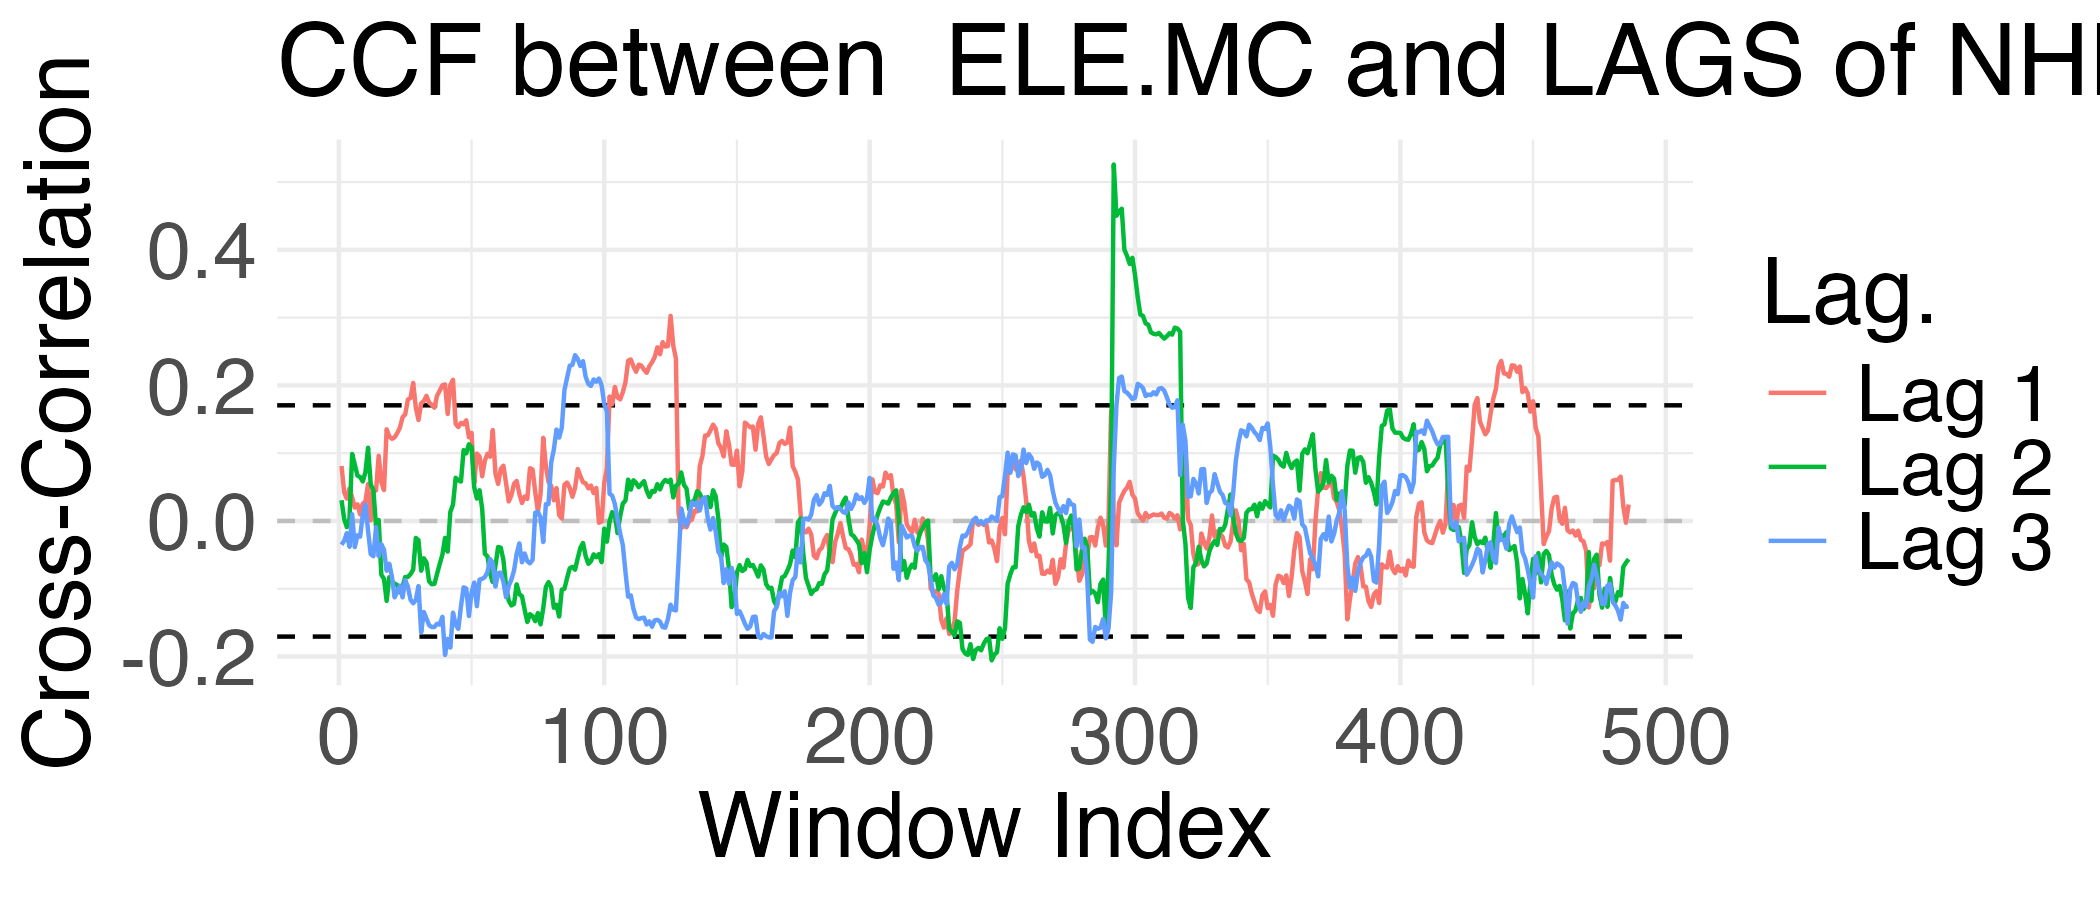 CCF between ELE.MC and LAGS of
Cross-Correlation
0.4
0.2
0.0
-0.2
0 100 200 300 400 500
Window Index
Lag.
Lag 1
Lag 2
Lag 3